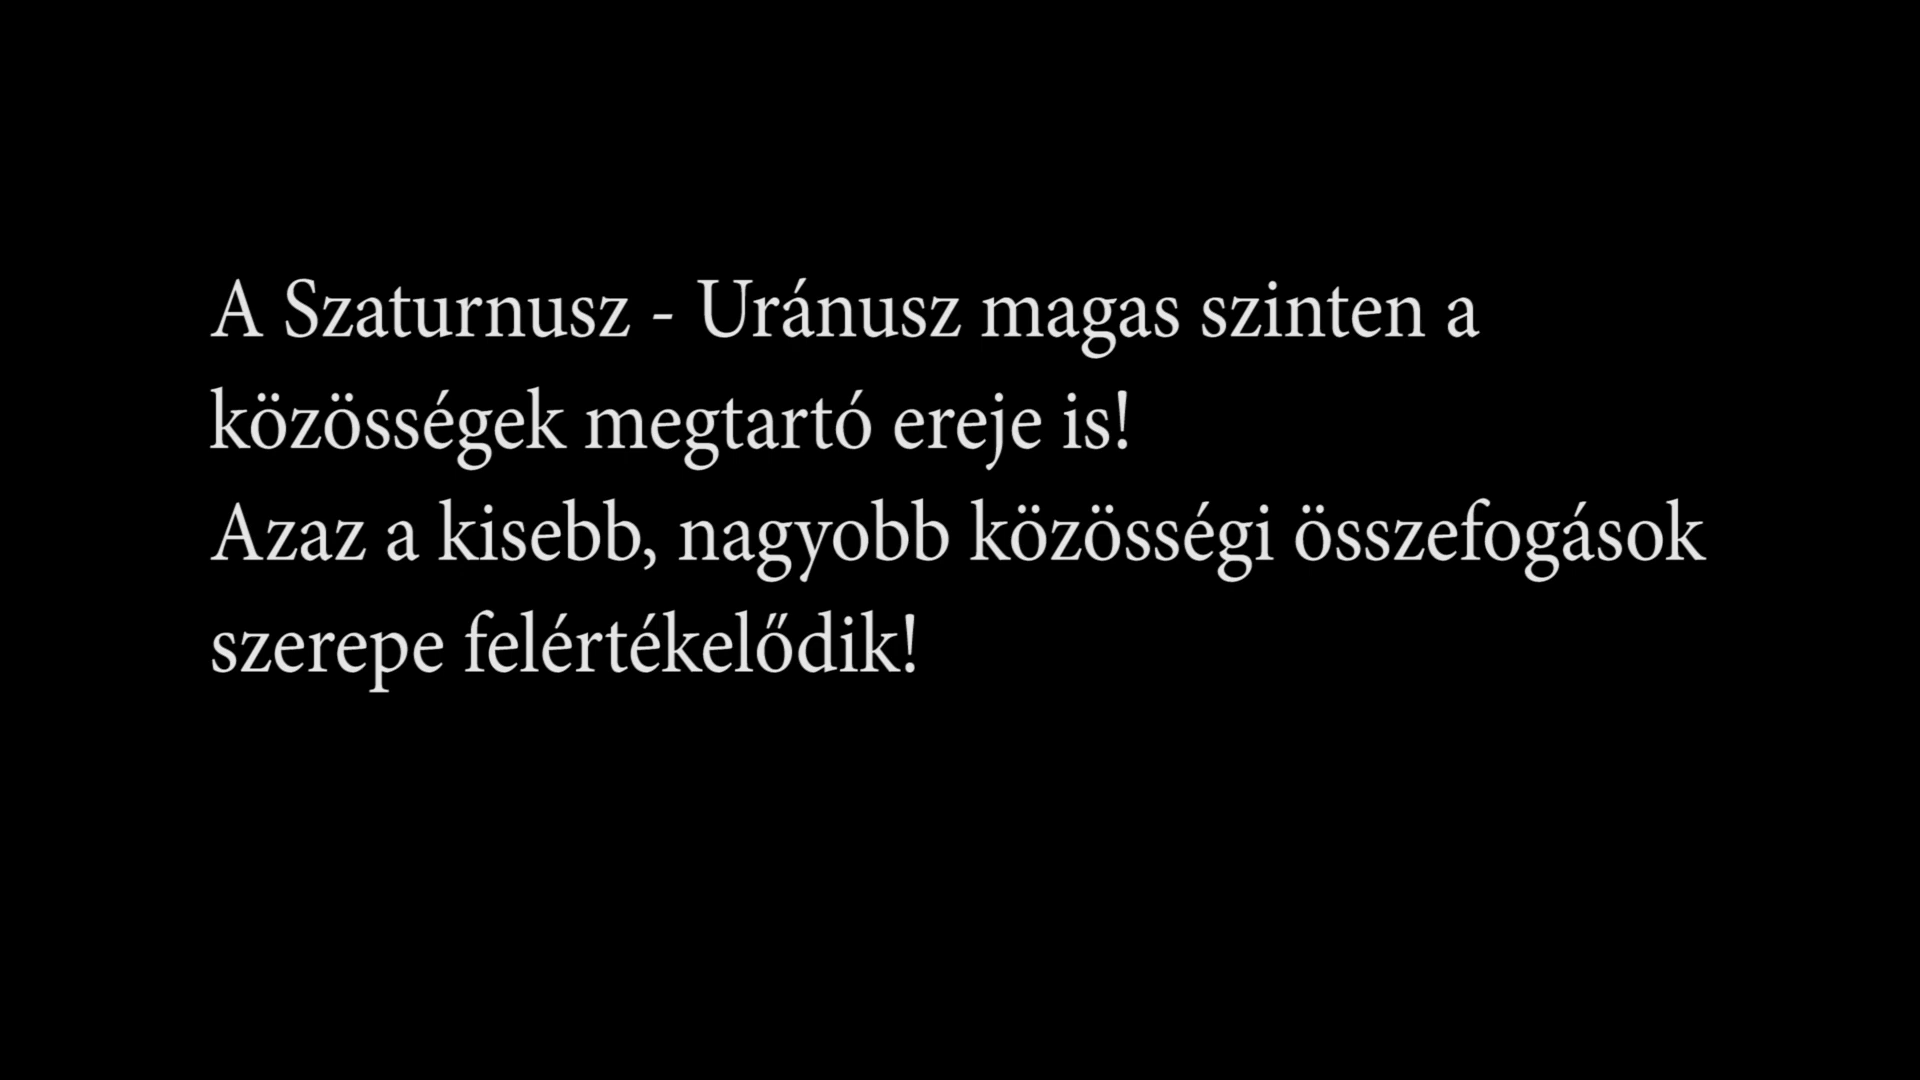 A Szaturnusz - Uránusz magas szinten a
közösségek megtartó ereje is!
Azaz a kisebb, nagyobb közösségi összefogások
szerepe felértékelődik!